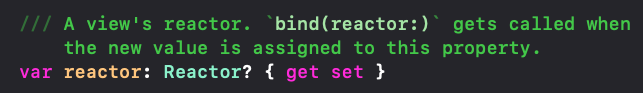 /// A view's reactor. `bind(reactor:)` gets called when
the new value is assigned to this property.
var reactor: Reactor? { get set }